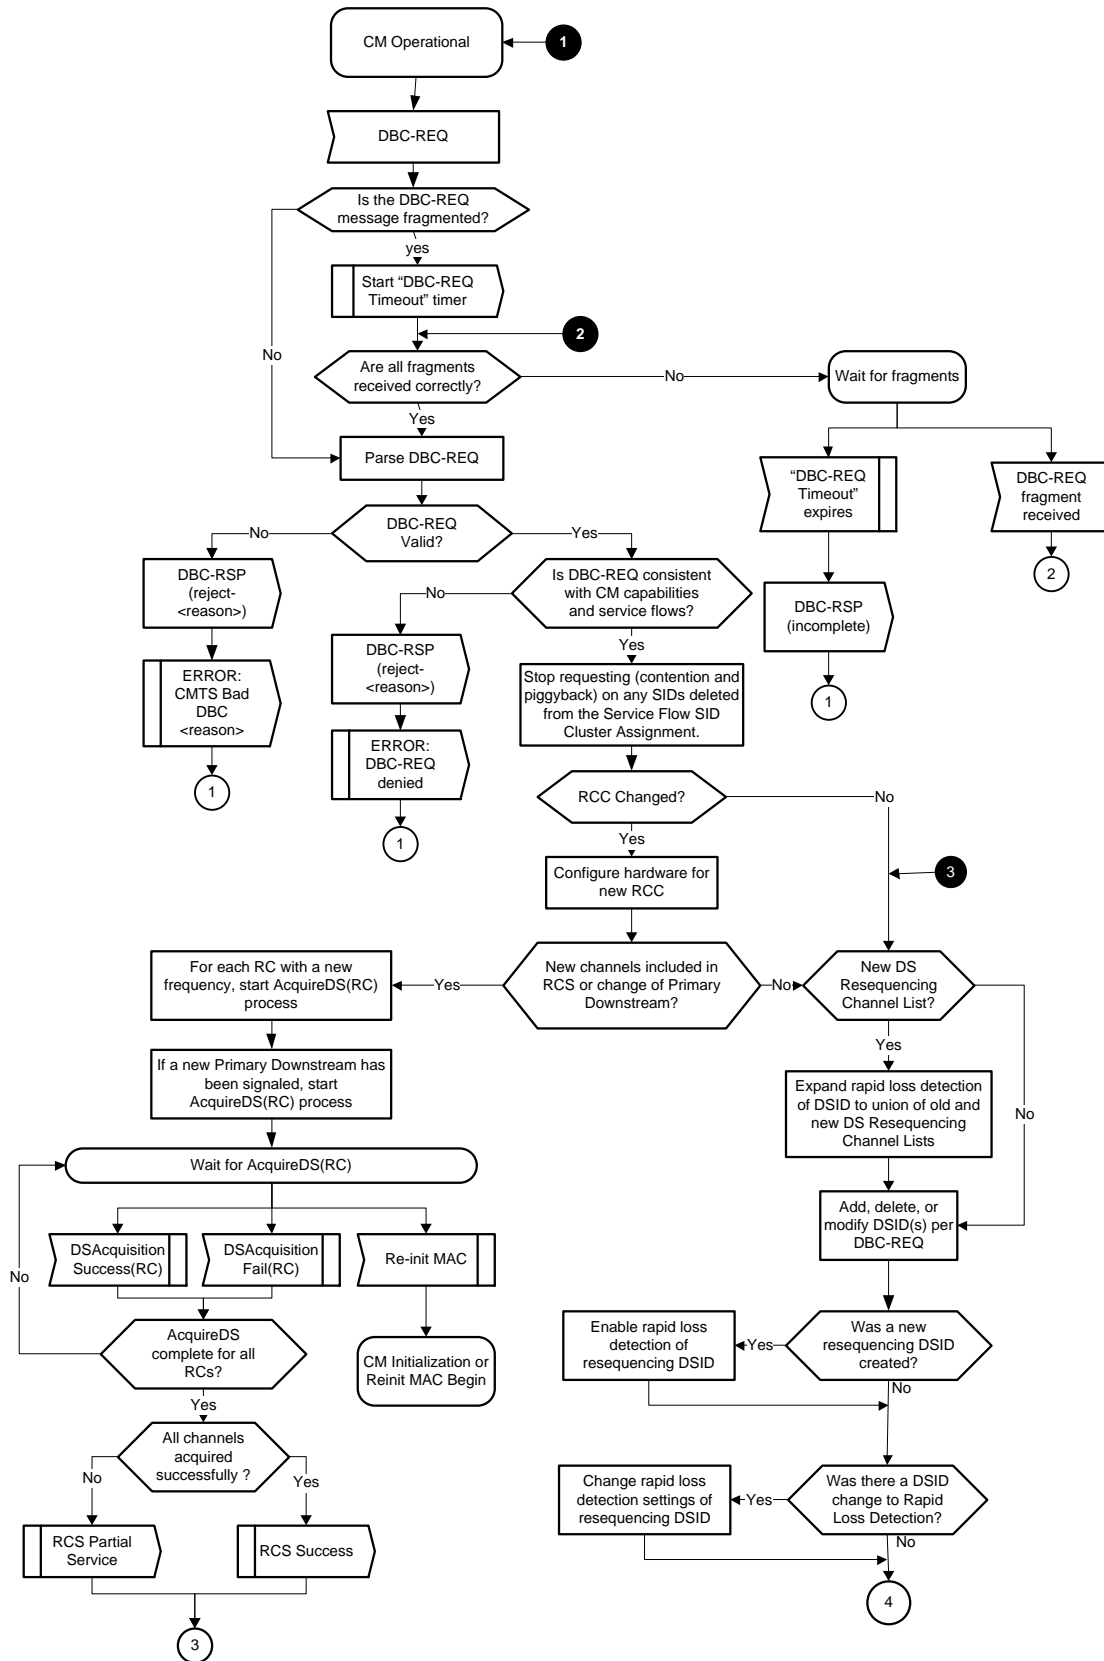 CM Operational
1
DBC-REQ
Is the DBC-REQ
message fragmented?
yes
Start “DBC-REQ
Timeout” timer
2
No
Are all fragments
received correctly?
No
Wait for fragments
Yes
Parse DBC-REQ
“DBC-REQ
Timeout”
expires
DBC-REQ
fragment
received
DBC-REQ
Valid?
No
Yes
DBC-RSP
(reject-
<reason>)
Is DBC-REQ consistent
with CM capabilities
and service flows?
2
No
DBC-RSP
(incomplete)
DBC-RSP
(reject-
<reason>)
Yes
ERROR:
CMTS Bad
DBC
<reason>
Stop requesting (contention and
piggyback) on any SIDs deleted
from the Service Flow SID
Cluster Assignment.
1
ERROR:
DBC-REQ
denied
1
RCC Changed?
No
1
Yes
Configure hardware for
new RCC
3
For each RC with a new
frequency, start AcquireDS(RC)
process
Yes
New channels included in
RCS or change of Primary
Downstream?
No
New DS
Resequencing
Channel List?
Yes
If a new Primary Downstream has
been signaled, start
AcquireDS(RC) process
Expand rapid loss detection
of DSID to union of old and
new DS Resequencing
Channel Lists
No
Wait for AcquireDS(RC)
Add, delete, or
modify DSID(s) per
DBC-REQ
DSAcquisition
Success(RC)
DSAcquisition
Fail(RC)
Re-init MAC
No
AcquireDS
complete for all
RCs?
CM Initialization or
Reinit MAC Begin
Enable rapid loss
detection of
resequencing DSID
Yes
Was a new
resequencing DSID
created?
No
Yes
All channels
acquired
successfully ?
No
Yes
Change rapid loss
detection settings of
resequencing DSID
Yes
Was there a DSID
change to Rapid
Loss Detection?
No
RCS Partial
Service
RCS Success
4
3